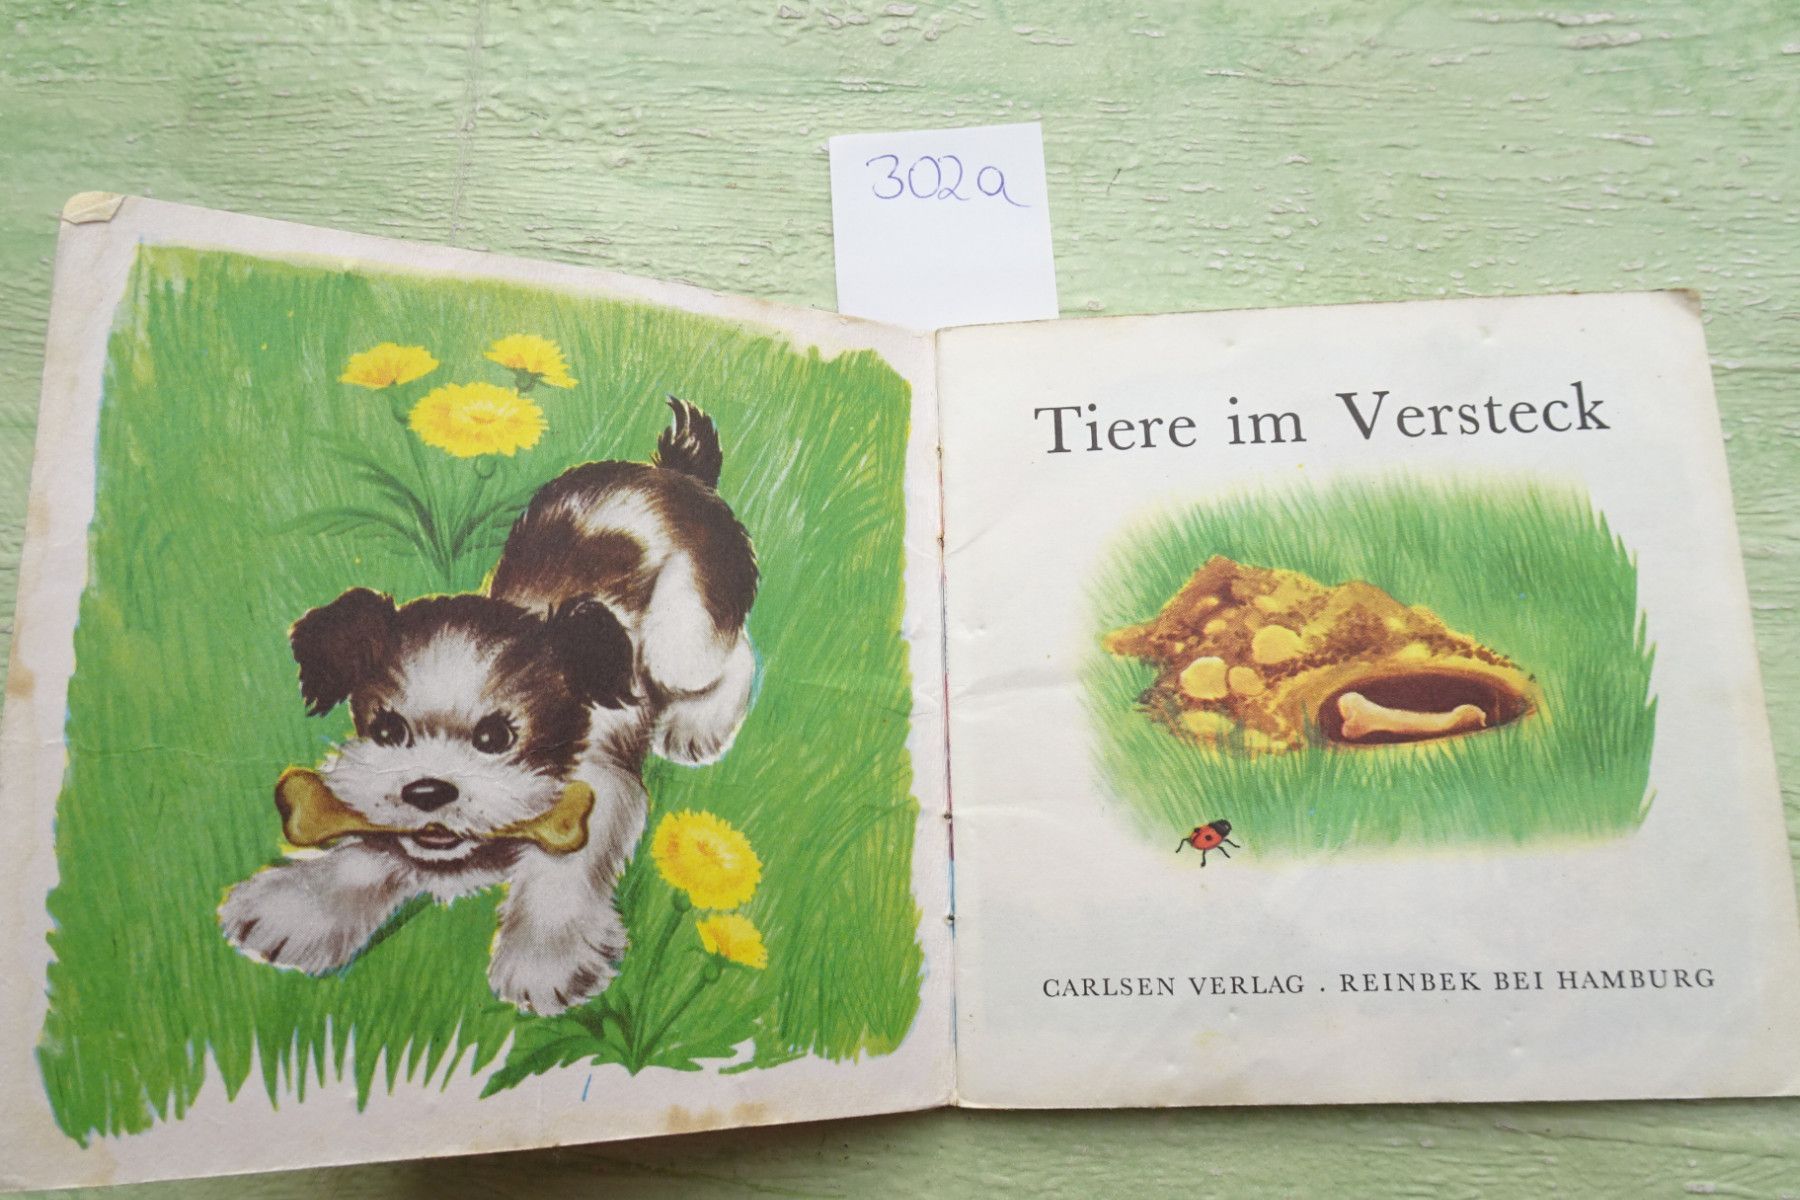 302a
Tiere im Versteck
CARLSEN VERLAG . REINBEK BEI HAMBURG